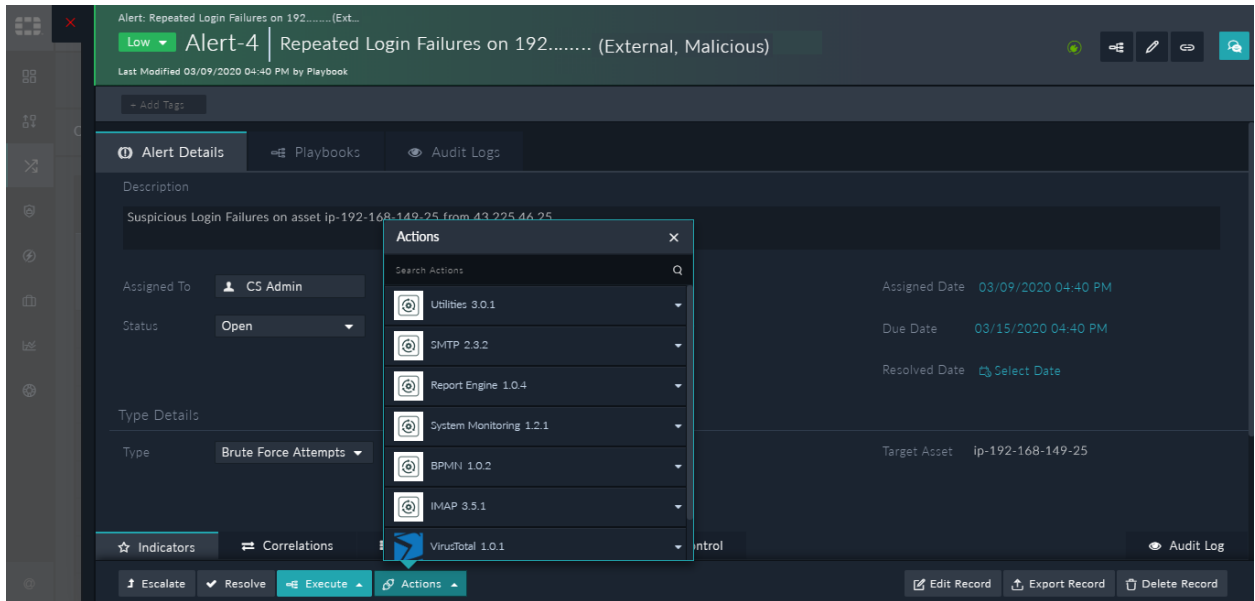 Alert: Repeated Login Failures on 192........(Ext...
Low Alert-4 | Repeated Login Failures on 192........ (External, Malicious)
Last Modified 03/09/2020 04:40 PM by Playbook
+ Add Tags
Alert Details Playbooks Audit Logs
Description
Suspicious Login Failures on asset ip-192-168-149-25 from 43.225.46.25
Actions
Search Actions
Utilities 3.0.1
SMTP 2.3.2
Report Engine 1.0.4
System Monitoring 1.2.1
BPMN 1.0.2
IMAP 3.5.1
VirusTotal 1.0.1
Assigned To CS Admin
Status Open
Assigned Date 03/09/2020 04:40 PM
Due Date 03/15/2020 04:40 PM
Resolved Date Select Date
Type Details
Type Brute Force Attempts
Target Asset ip-192-168-149-25
Indicators Correlations ntrol Audit Log
Escalate Resolve Execute Actions Edit Record Export Record Delete Record